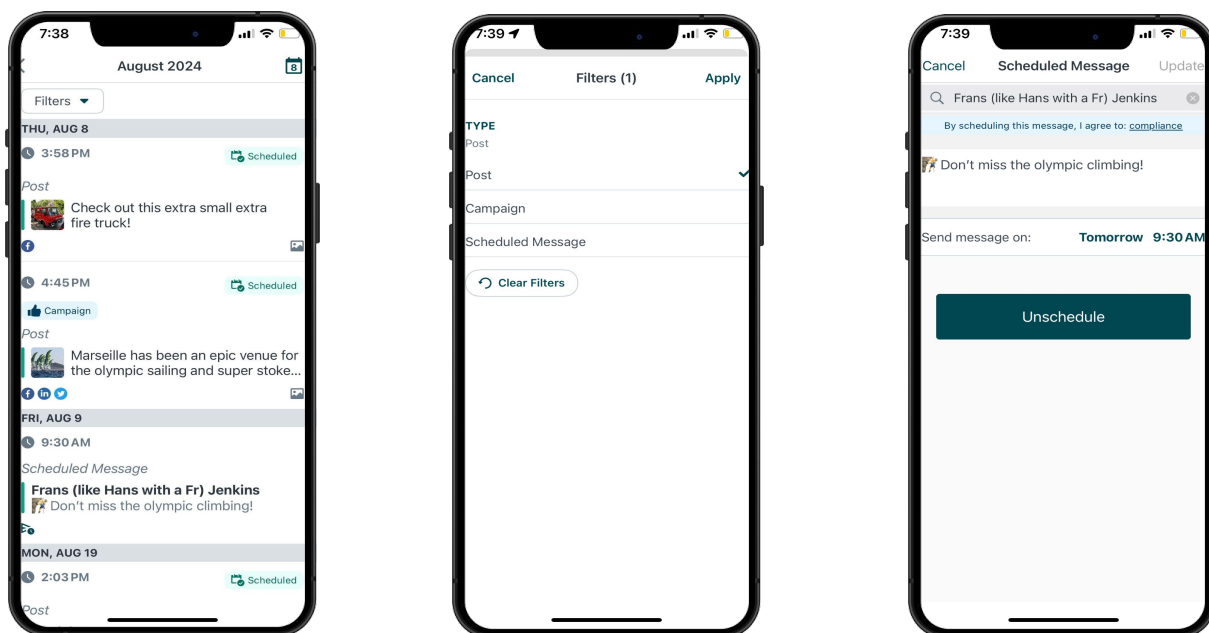 7:38
August 2024
8
Filters
THU, AUG 8
3:58 PM
Scheduled
Post
Check out this extra small extra
fire truck!
4:45 PM
Scheduled
Campaign
Post
Marseille has been an epic venue for
the olympic sailing and super stoke...
FRI, AUG 9
9:30 AM
Scheduled Message
Frans (like Hans with a Fr) Jenkins
Don't miss the olympic climbing!
MON, AUG 19
2:03 PM
Scheduled
Post
7:39
Cancel
Filters (1)
Apply
TYPE
Post
Post
Campaign
Scheduled Message
Clear Filters
7:39
Cancel
Scheduled Message
Update
Frans (like Hans with a Fr) Jenkins
By scheduling this message, I agree to: compliance
Don't miss the olympic climbing!
Send message on:
Tomorrow 9:30 AM
Unschedule